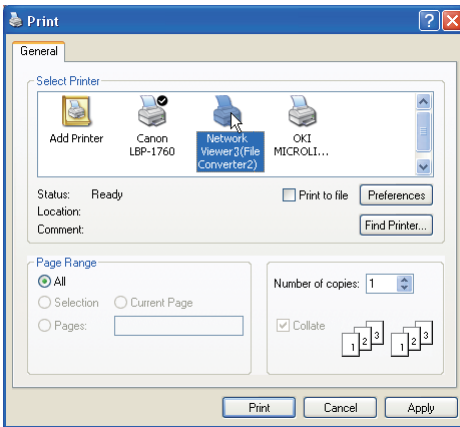 Print
General
Select Printer
Add Printer
Canon
LBP-1760
Network
Viewer3(File
Converter2)
OKI
MICROLI...
Status: Ready
Location:
Comment:
Print to file
Preferences
Find Printer...
Page Range
All
Selection
Current Page
Pages:
Number of copies: 1
Collate
1 2 3 1 2 3
Print
Cancel
Apply